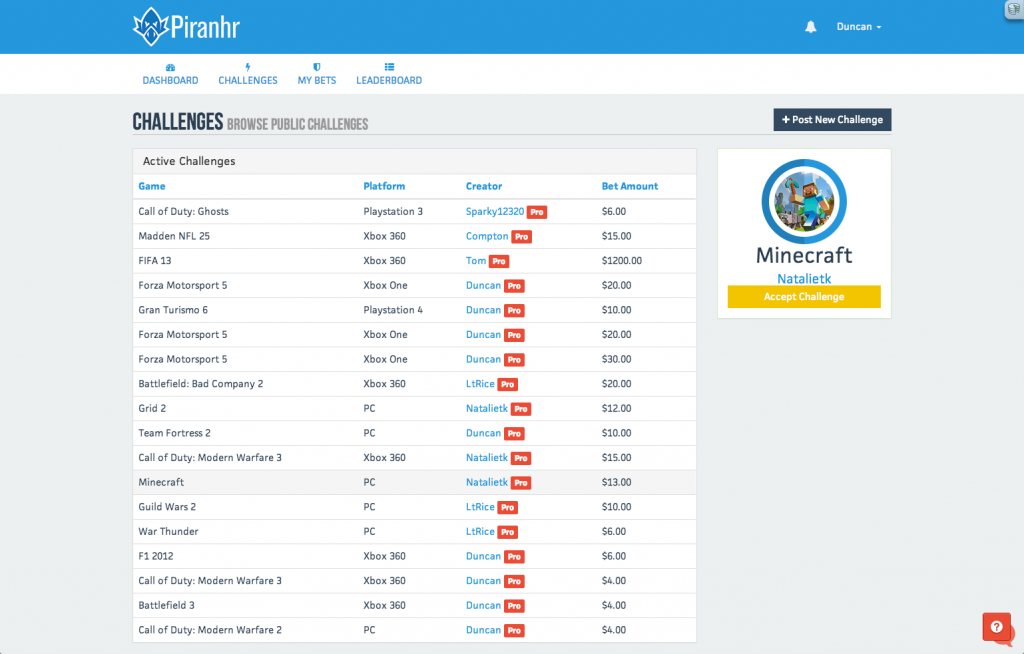 Piranhr
Duncan
DASHBOARD CHALLENGES MY BETS LEADERBOARD
CHALLENGES BROWSE PUBLIC CHALLENGES
+ Post New Challenge
Active Challenges
Game Platform Creator Bet Amount
Call of Duty: Ghosts Playstation 3 Sparky12320 Pro $6.00
Madden NFL 25 Xbox 360 Compton Pro $15.00
FIFA 13 Xbox 360 Tom Pro $1200.00
Forza Motorsport 5 Xbox One Duncan Pro $20.00
Gran Turismo 6 Playstation 4 Duncan Pro $10.00
Forza Motorsport 5 Xbox One Duncan Pro $20.00
Forza Motorsport 5 Xbox One Duncan Pro $30.00
Battlefield: Bad Company 2 Xbox 360 LtRice Pro $20.00
Grid 2 PC Natalietk Pro $12.00
Team Fortress 2 PC Duncan Pro $10.00
Call of Duty: Modern Warfare 3 Xbox 360 Natalietk Pro $15.00
Minecraft PC Natalietk Pro $13.00
Guild Wars 2 PC LtRice Pro $10.00
War Thunder PC LtRice Pro $6.00
F1 2012 Xbox 360 Duncan Pro $6.00
Call of Duty: Modern Warfare 3 Xbox 360 Duncan Pro $4.00
Battlefield 3 Xbox 360 Duncan Pro $4.00
Call of Duty: Modern Warfare 2 PC Duncan Pro $4.00
Minecraft
Natalietk
Accept Challenge
?